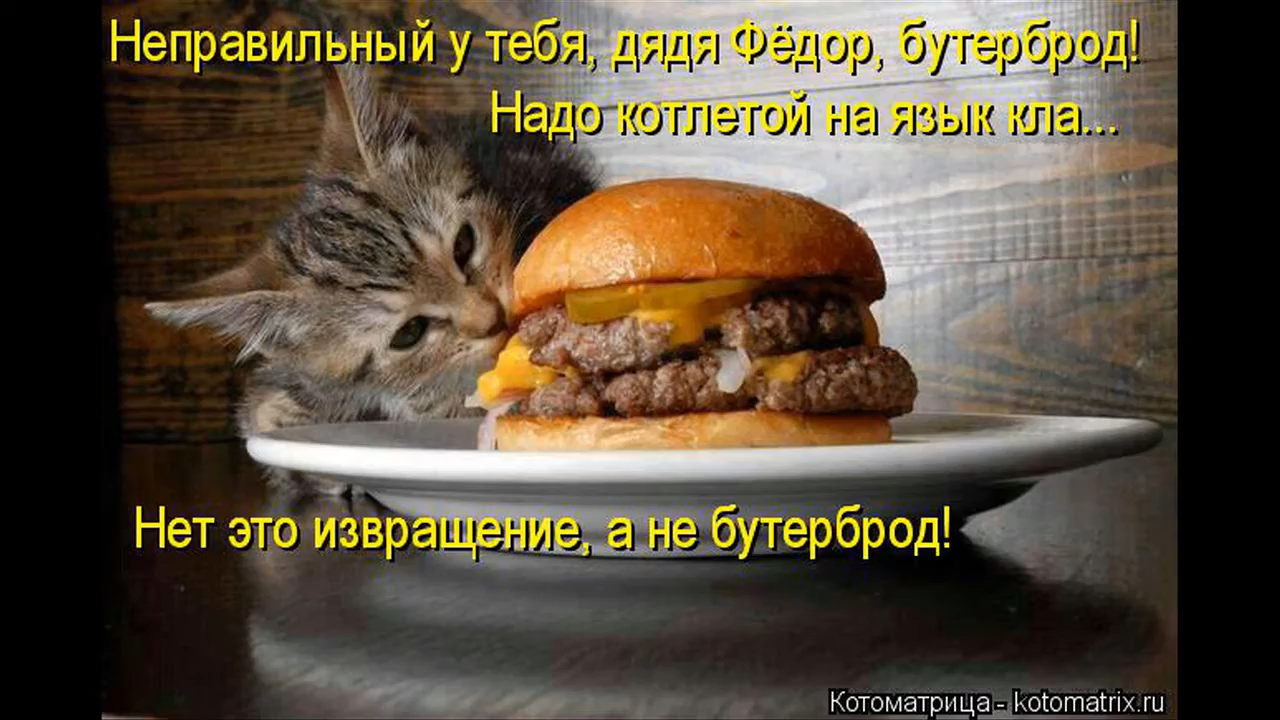 Неправильный у тебя, дядя Фёдор, бутерброд!
Надо котлетой на язык кла...
Нет это извращение, а не бутерброд!
Котоматрица - kotomatrix.ru